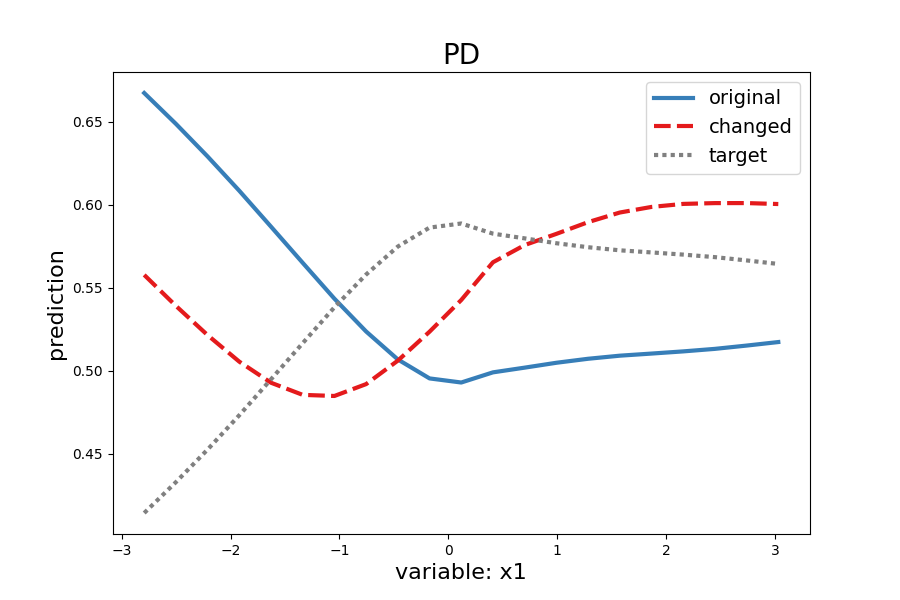 PD
original
changed
target
prediction
0.65
0.60
0.55
0.50
0.45
−3
−2
−1
0
1
2
3
variable: x1